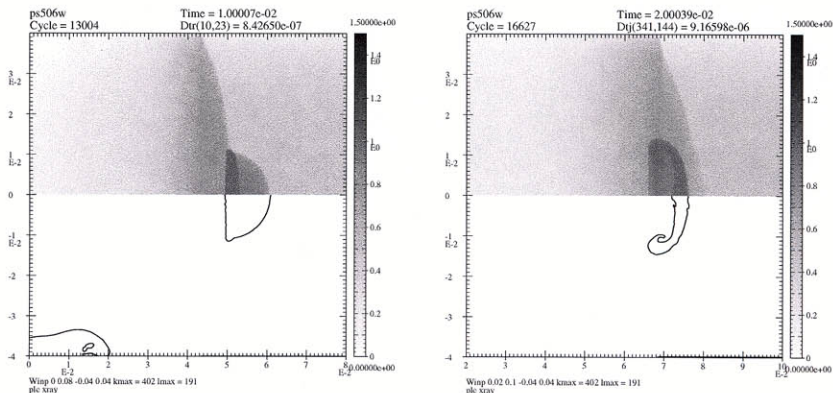 ps506w
Time = 1.00007e-02
Cycle = 13004
Dtr(10,23) = 8.42650e-07
1.50000e+00
1.4
E0
1.2
1
E0
0.8
0.6
0.4
0.2
0
0.00000e+00
3
E-2
2
1
E-2
0
-1
E-2
-2
-3
-4
0 1 2 3 4 5 6 7 8
E-2 E-2
Winp 0 0.08 -0.04 0.04 kmax = 402 lmax = 191
plc xray
ps506w
Time = 2.00039e-02
Cycle = 16627
Dtj(341,144) = 9.16598e-06
1.50000e+00
1.4
E0
1.2
1
E0
0.8
0.6
0.4
0.2
0
0.00000e+00
3
E-2
2
1
E-2
0
-1
E-2
-2
-3
-4
2 3 4 5 6 7 8 9 10
E-2 E-2
Winp 0.02 0.1 -0.04 0.04 kmax = 402 lmax = 191
plc xray